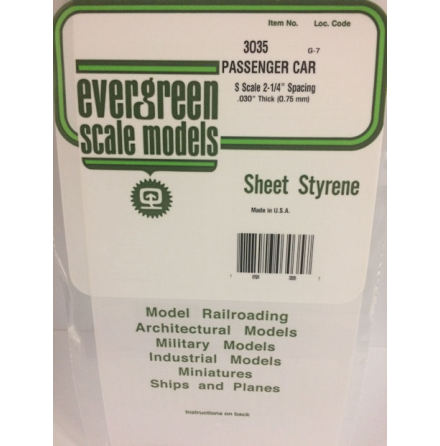 Item No. Loc. Code
3035 G-7
PASSENGER CAR
S Scale 2-1/4" Spacing
.030" Thick (0.75 mm)
evergreen
scale models
Sheet Styrene
Made in U.S.A.
Model Railroading
Architectural Models
Military Models
Industrial Models
Miniatures
Ships and Planes
Instructions on back